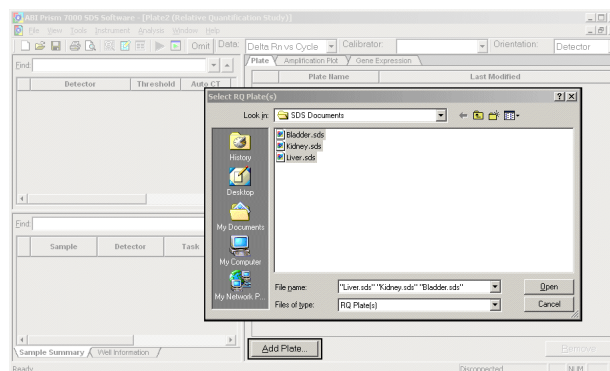 ABI Prism 7000 SDS Software - [Plate2 (Relative Quantification Study)]
File View Tools Instrument Analysis Window Help
Omit Data: Delta Rn vs Cycle Calibrator: Orientation: Detector
Find:
Detector Threshold Auto CT
Plate Amplification Plot Gene Expression
Plate Name Last Modified
Select RQ Plate(s)
Look in: SDS Documents
History
Desktop
My Documents
My Computer
My Network P...
Bladder.sds
Kidney.sds
Liver.sds
File name: "Liver.sds" "Kidney.sds" "Bladder.sds" Open
Files of type: RQ Plate(s) Cancel
Find:
Sample Detector Task
Sample Summary Well Information
Add Plate... Remove
Ready Disconnected NUM